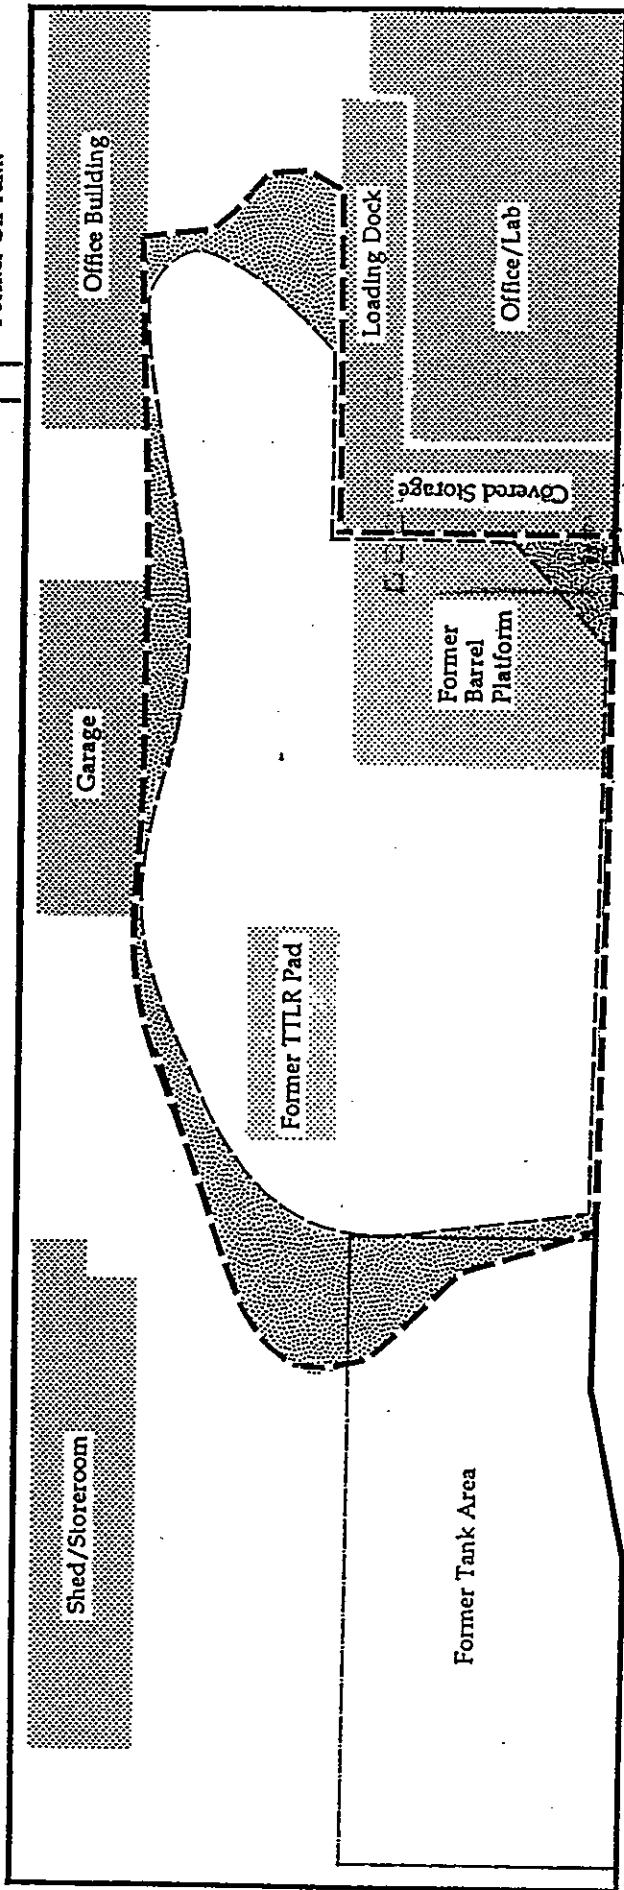 Office Building
Loading Dock
Office/Lab
Covered Storage
Garage
Former
Barrel
Platform
Former TTLR Pad
Shed/Storeroom
Former Tank Area